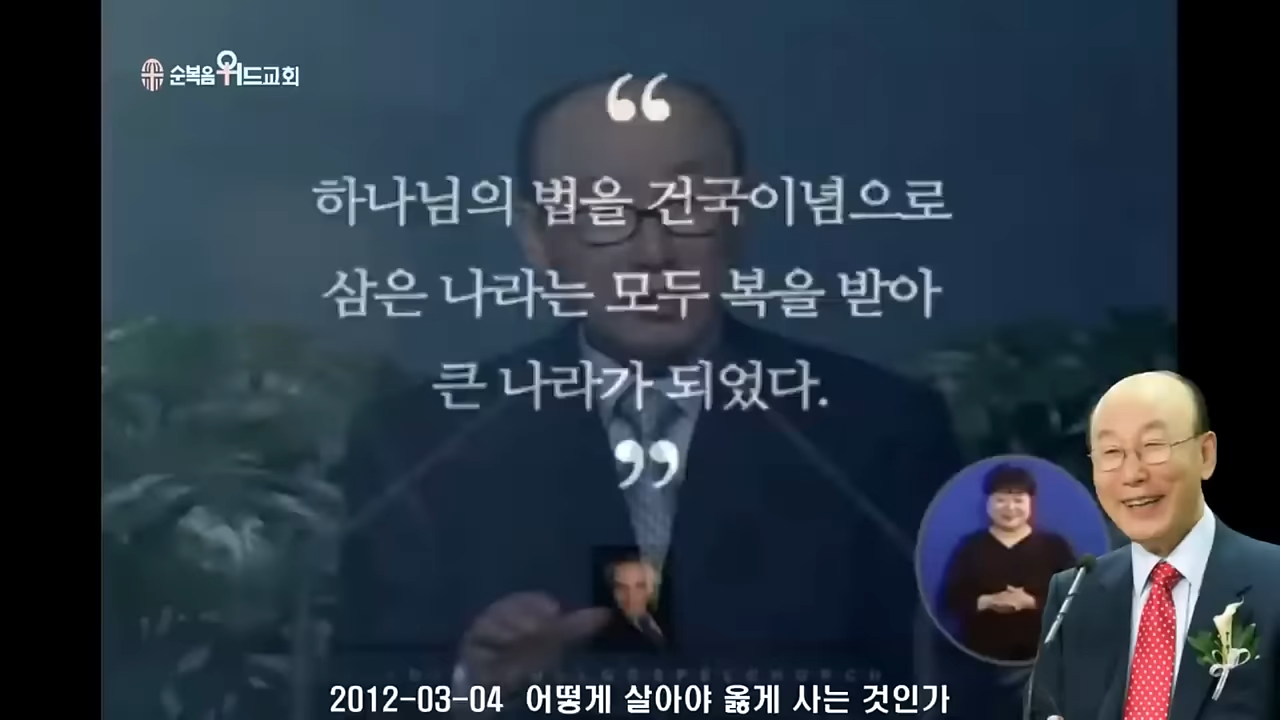 순복음워드교회
“
하나님의 법을 건국이념으로
삼은 나라는 모두 복을 받아
큰 나라가 되었다.
”
2012-03-04 어떻게 살아야 옳게 사는 것인가